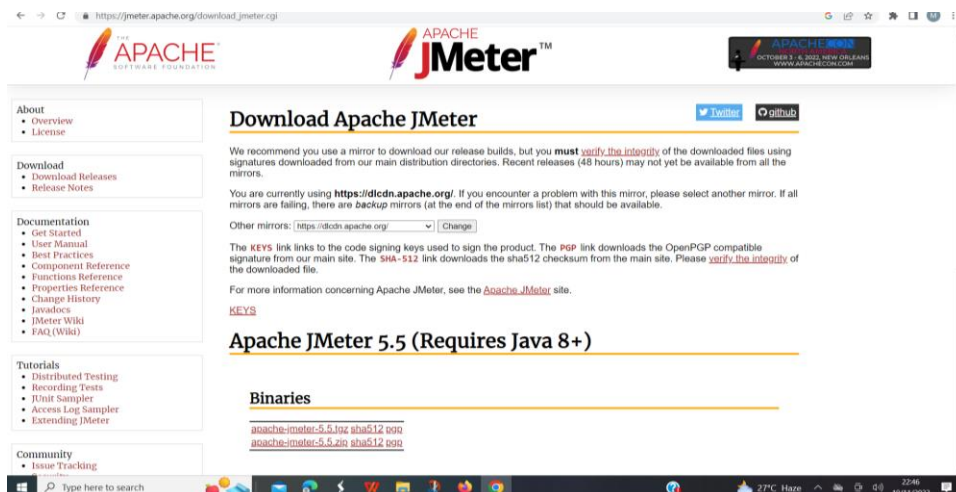 https://jmeter.apache.org/download_jmeter.cgi
THE
APACHE
SOFTWARE FOUNDATION
APACHE
JMeter™
APACHECON
OCTOBER 3 - 6, 2022, NEW ORLEANS
WWW.APACHECON.COM
About
Overview
License
Download
Download Releases
Release Notes
Documentation
Get Started
User Manual
Best Practices
Component Reference
Functions Reference
Properties Reference
Change History
Javadocs
JMeter Wiki
FAQ (Wiki)
Tutorials
Distributed Testing
Recording Tests
JUnit Sampler
Access Log Sampler
Extending JMeter
Community
Issue Tracking
Download Apache JMeter
Twitter
github
We recommend you use a mirror to download our release builds, but you must verify the integrity of the downloaded files using
signatures downloaded from our main distribution directories. Recent releases (48 hours) may not yet be available from all the
mirrors.
You are currently using https://dlcdn.apache.org/. If you encounter a problem with this mirror, please select another mirror. If all
mirrors are failing, there are backup mirrors (at the end of the mirrors list) that should be available.
Other mirrors: https://dlcdn.apache.org/ Change
The KEYS link links to the code signing keys used to sign the product. The PGP link downloads the OpenPGP compatible
signature from our main site. The SHA-512 link downloads the sha512 checksum from the main site. Please verify the integrity of
the downloaded file.
For more information concerning Apache JMeter, see the Apache JMeter site.
KEYS
Apache JMeter 5.5 (Requires Java 8+)
Binaries
apache-jmeter-5.5.tgz sha512 pgp
apache-jmeter-5.5.zip sha512 pgp
Type here to search
27°C Haze
22:46